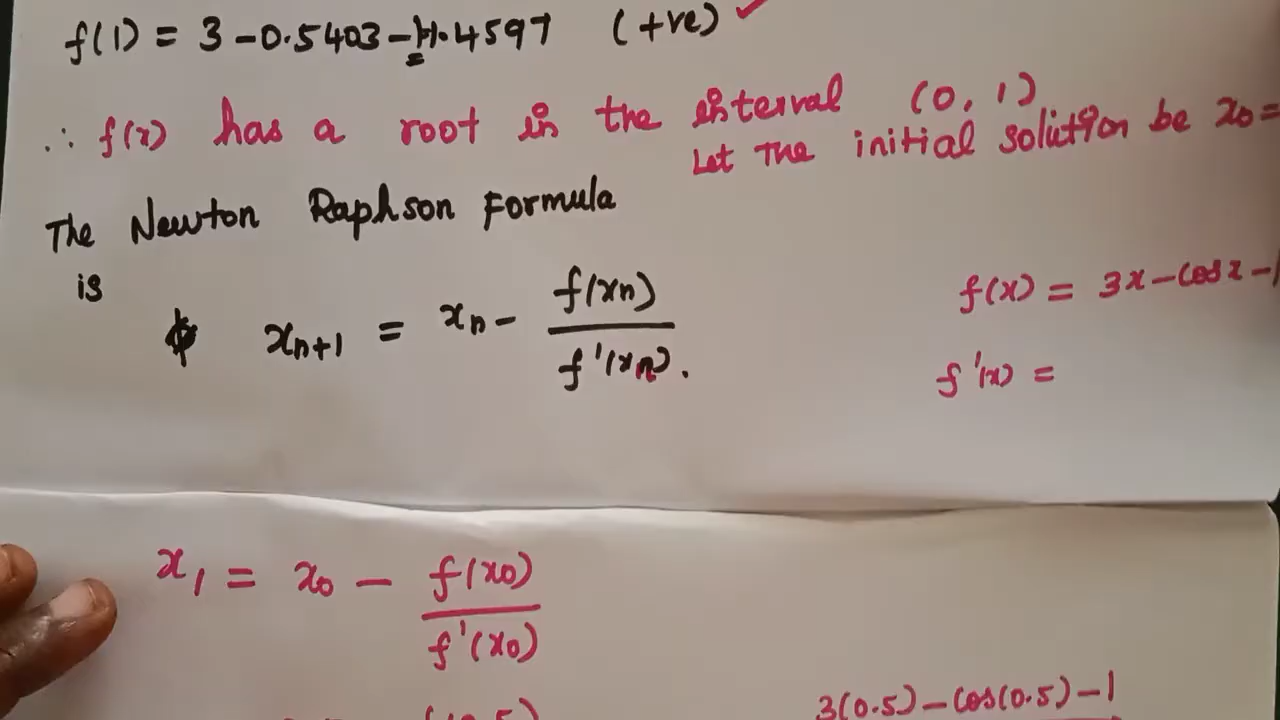 f(1) = 3 - 0.5403 - 1 = 1.4597 (+ve) ✓
∴ f(x) has a root in the interval (0, 1)
Let The initial solution be x₀ =
The Newton Raphson Formula
is
xₙ₊₁ = xₙ - f(xₙ) / f'(xₙ).
f(x) = 3x - Cos x - 1
f'(x) =
x₁ = x₀ - f(x₀) / f'(x₀)
3(0.5) - Cos(0.5) - 1